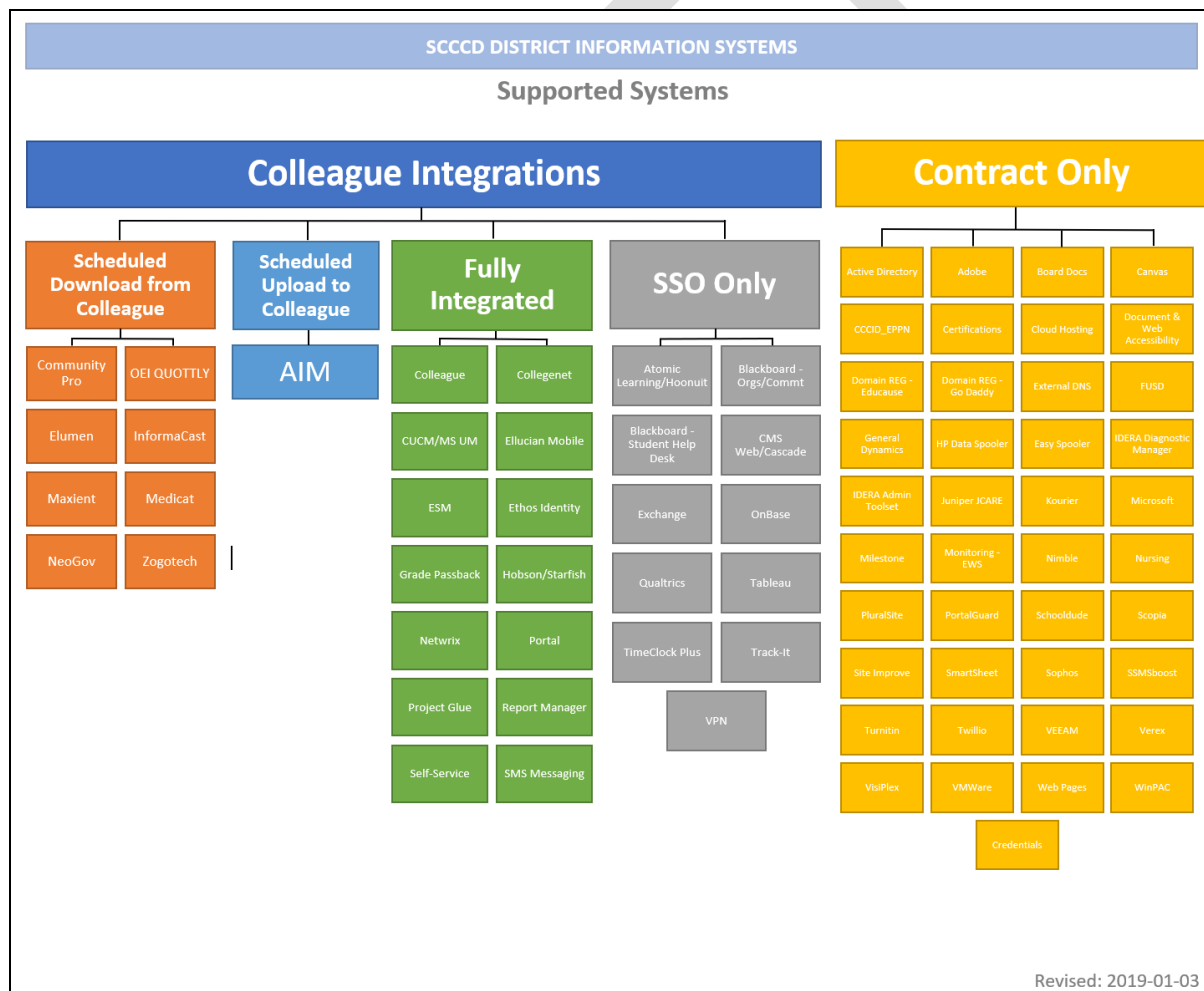 SCCCD DISTRICT INFORMATION SYSTEMS
Supported Systems
Colleague Integrations
Contract Only
Scheduled
Download from
Colleague
Scheduled
Upload to
Colleague
Fully
Integrated
SSO Only
Community
Pro
OEI QUOTTLY
Elumen
InformaCast
Maxient
Medicat
NeoGov
Zogotech
AIM
Colleague
Collegenet
CUCM/MS UM
Ellucian Mobile
ESM
Ethos Identity
Grade Passback
Hobson/Starfish
Netwrix
Portal
Project Glue
Report Manager
Self-Service
SMS Messaging
Atomic
Learning/Hoonuit
Blackboard -
Orgs/Commt
Blackboard -
Student Help
Desk
CMS
Web/Cascade
Exchange
OnBase
Qualtrics
Tableau
TimeClock Plus
Track-It
VPN
Active Directory
Adobe
Board Docs
Canvas
CCCID_EPPN
Certifications
Cloud Hosting
Document &
Web
Accessibility
Domain REG -
Educause
Domain REG -
Go Daddy
External DNS
FUSD
General
Dynamics
HP Data Spooler
Easy Spooler
IDERA Diagnostic
Manager
IDERA Admin
Toolset
Juniper JCARE
Kourier
Microsoft
Milestone
Monitoring -
EWS
Nimble
Nursing
PluralSite
PortalGuard
Schooldude
Scopia
Site Improve
SmartSheet
Sophos
SSMSboost
Turnitin
Twillio
VEEAM
Verex
VisiPlex
VMWare
Web Pages
WinPAC
Credentials
Revised: 2019-01-03